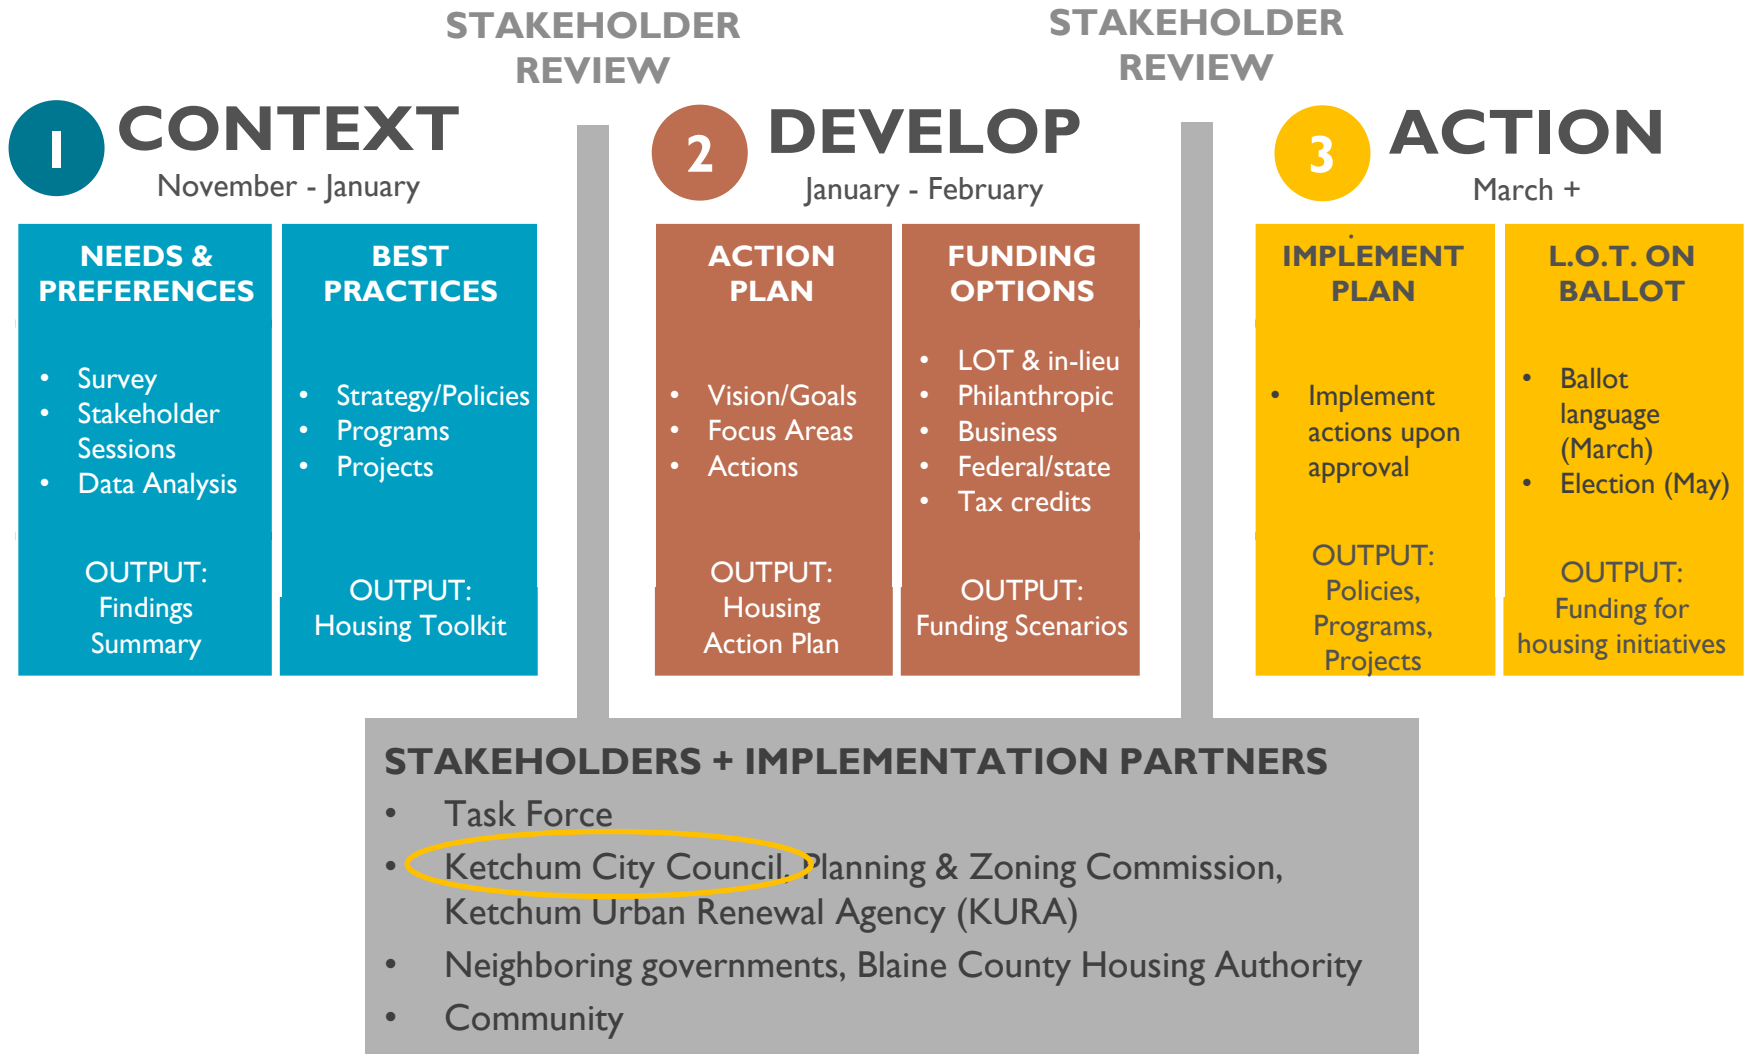 STAKEHOLDER
REVIEW
STAKEHOLDER
REVIEW
1
CONTEXT
November - January
2
DEVELOP
January - February
3
ACTION
March +
NEEDS &
PREFERENCES
• Survey
• Stakeholder
Sessions
• Data Analysis
OUTPUT:
Findings
Summary
BEST
PRACTICES
• Strategy/Policies
• Programs
• Projects
OUTPUT:
Housing Toolkit
ACTION
PLAN
• Vision/Goals
• Focus Areas
• Actions
OUTPUT:
Housing
Action Plan
FUNDING
OPTIONS
• LOT & in-lieu
• Philanthropic
• Business
• Federal/state
• Tax credits
OUTPUT:
Funding Scenarios
IMPLEMENT
PLAN
• Implement
actions upon
approval
OUTPUT:
Policies,
Programs,
Projects
L.O.T. ON
BALLOT
• Ballot
language
(March)
• Election (May)
OUTPUT:
Funding for
housing initiatives
STAKEHOLDERS + IMPLEMENTATION PARTNERS
• Task Force
• Ketchum City Council, Planning & Zoning Commission,
Ketchum Urban Renewal Agency (KURA)
• Neighboring governments, Blaine County Housing Authority
• Community